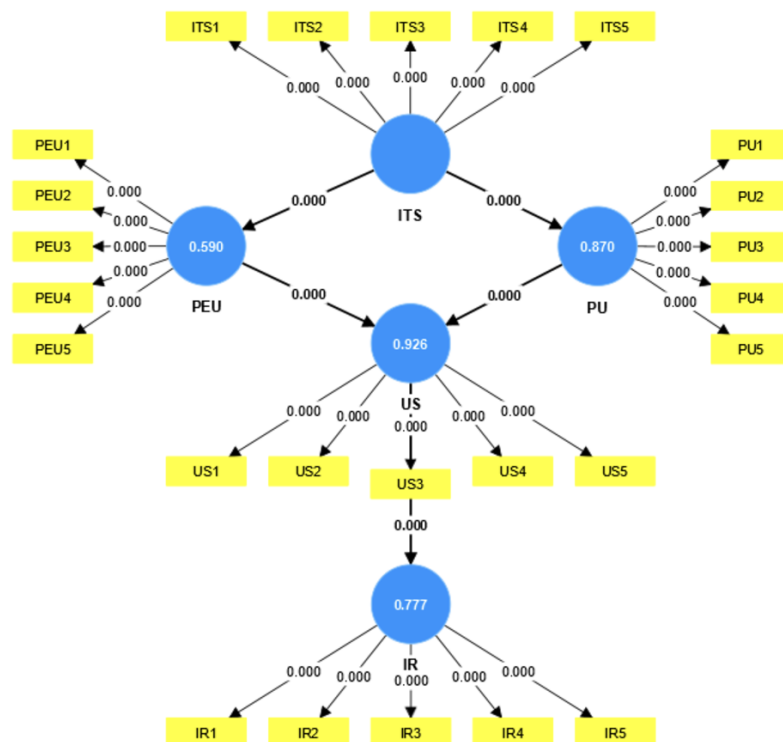 ITS1 ITS2 ITS3 ITS4 ITS5
0.000 0.000 0.000 0.000 0.000
PEU1 PU1
0.000 0.000
PEU2 0.000 0.000 PU2
0.000 ITS 0.000
PEU3 0.000 0.590 0.870 0.000 PU3
0.000 0.000
PEU4 0.000 0.000 0.000 0.000 PU4
PEU PU
PEU5 0.926 PU5
US
0.000 0.000 0.000 0.000 0.000
US1 US2 US3 US4 US5
0.000
0.777
IR
0.000 0.000 0.000 0.000 0.000
IR1 IR2 IR3 IR4 IR5